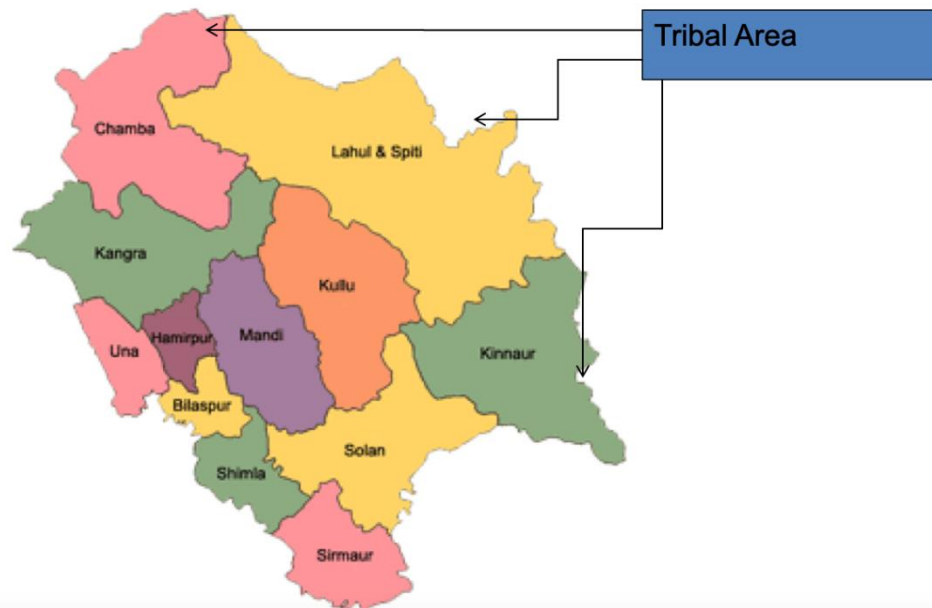 Tribal Area
Chamba
Lahul & Spiti
Kangra
Kullu
Hamirpur
Mandi
Una
Kinnaur
Bilaspur
Solan
Shimla
Sirmaur